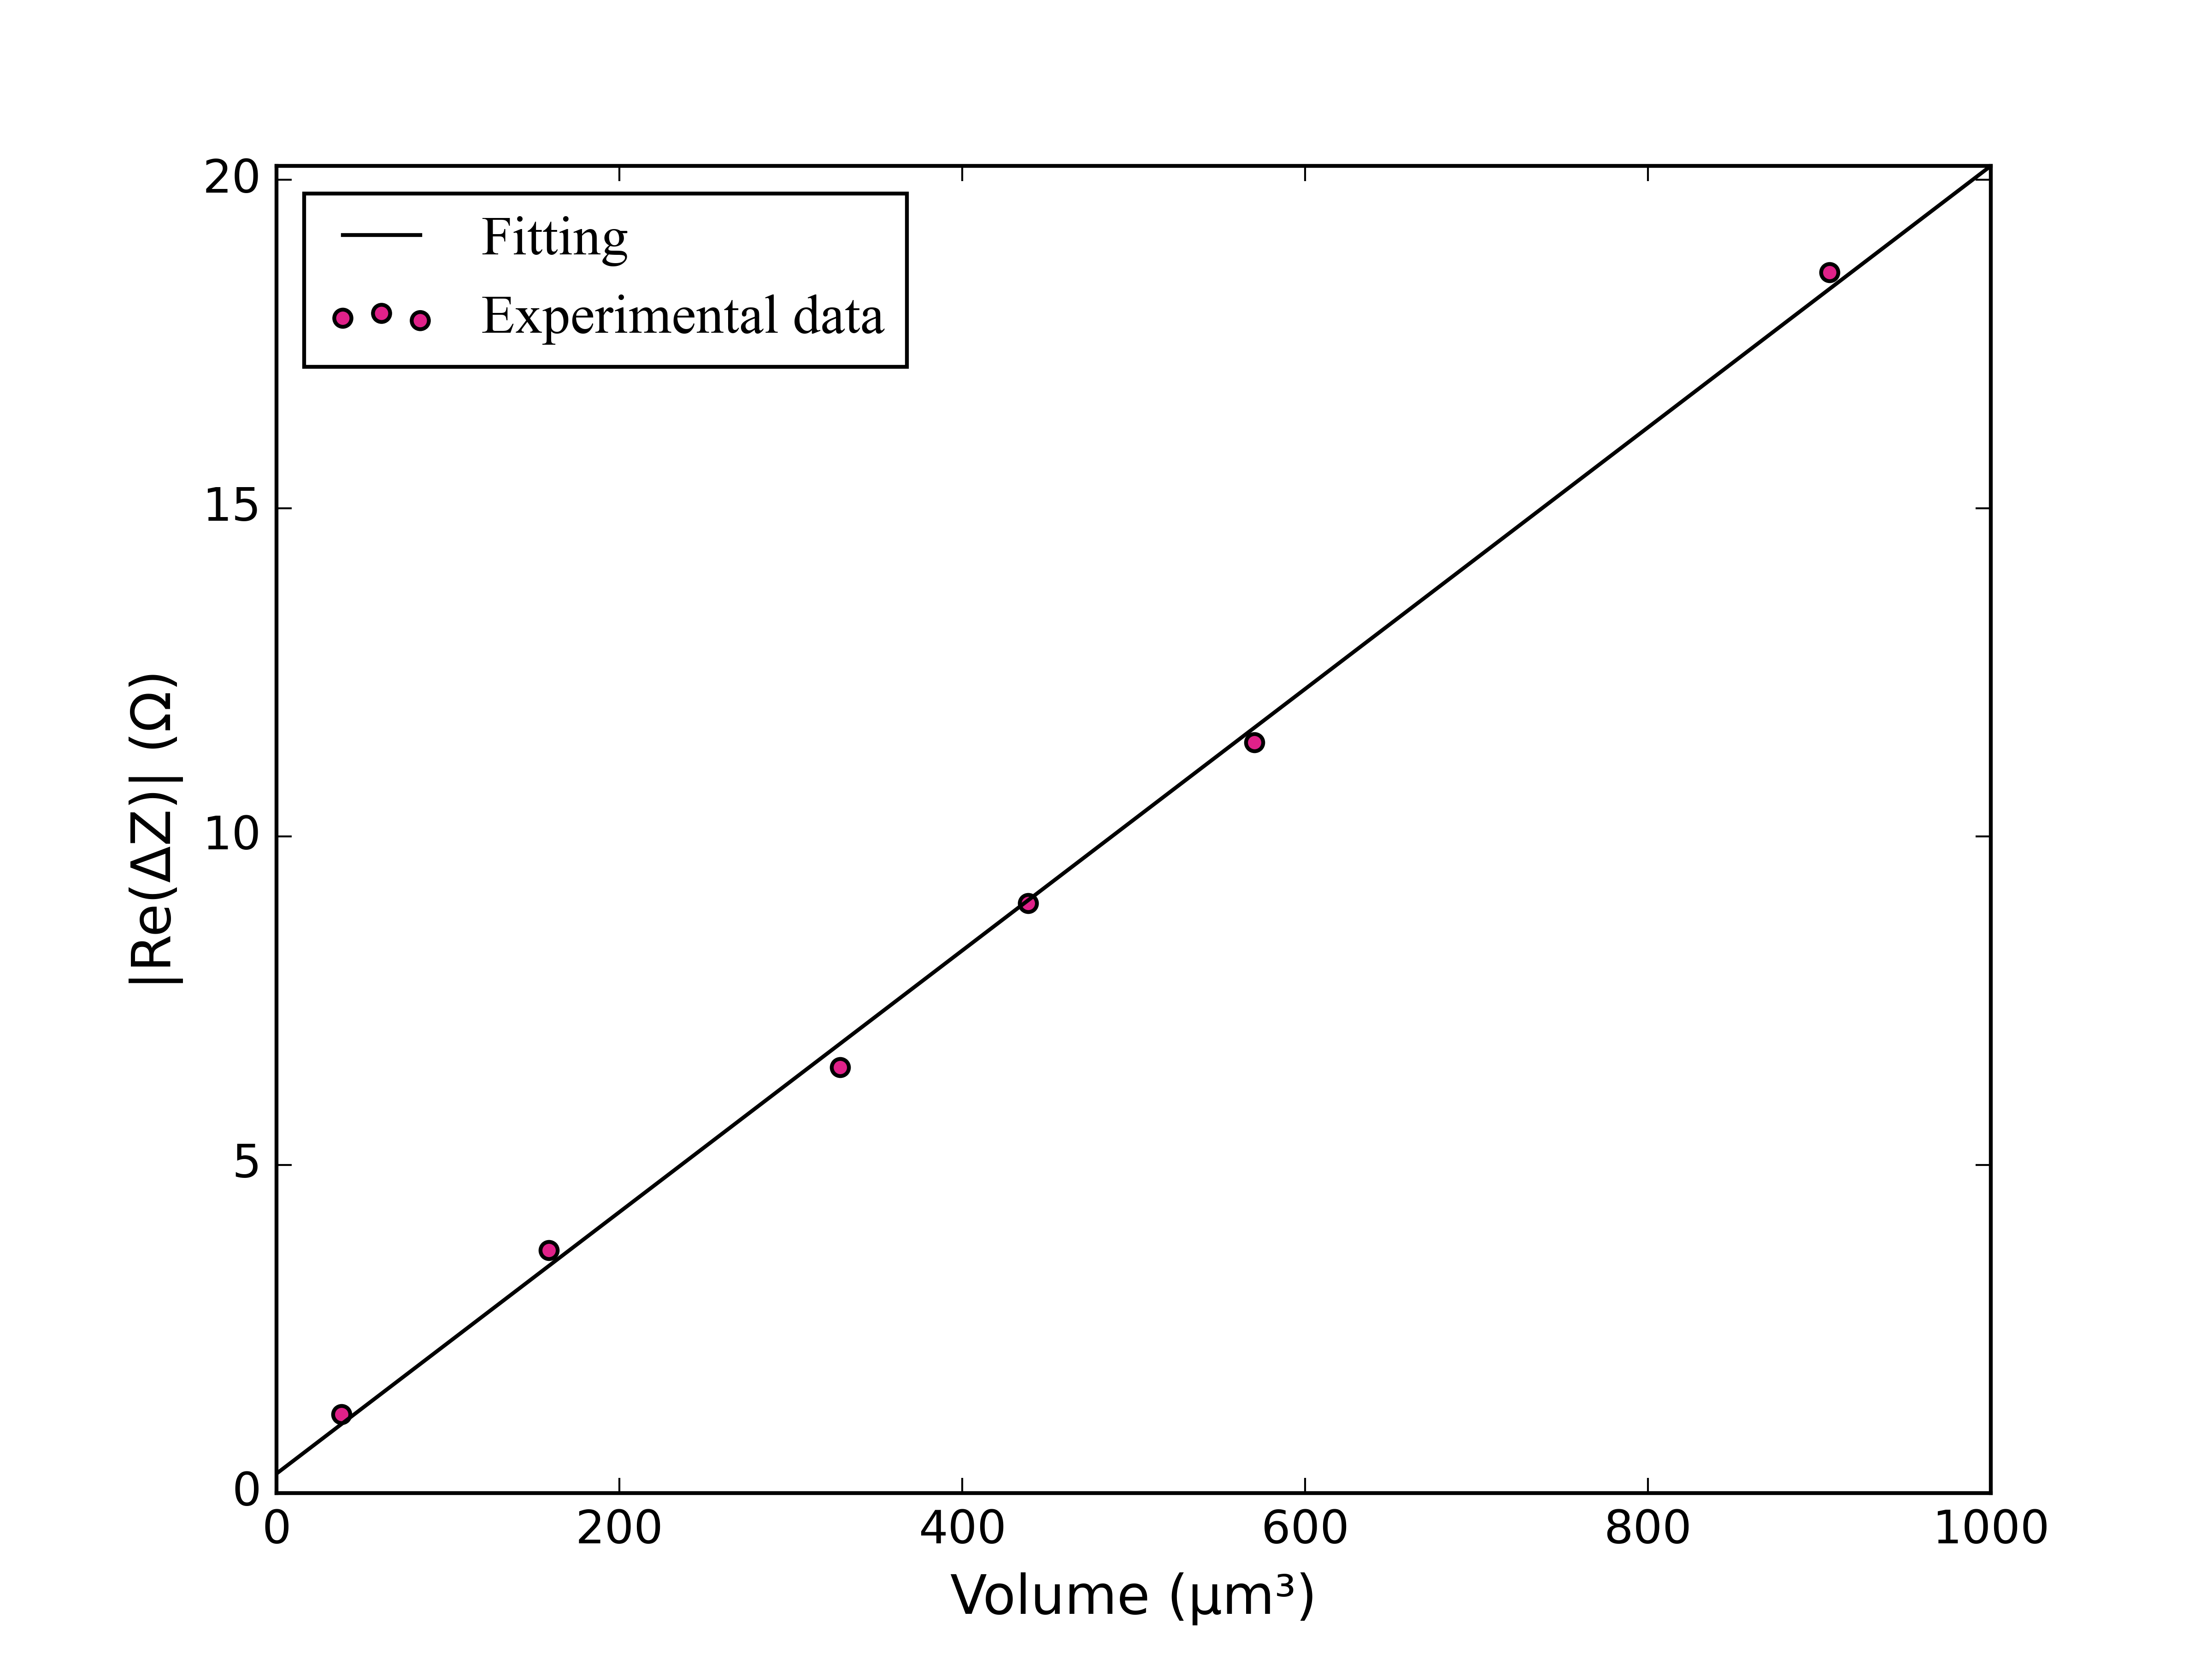 20
15
10
5
0
Fitting
Experimental data
|Re(ΔZ)| (Ω)
0 200 400 600 800 1000
Volume (μm³)